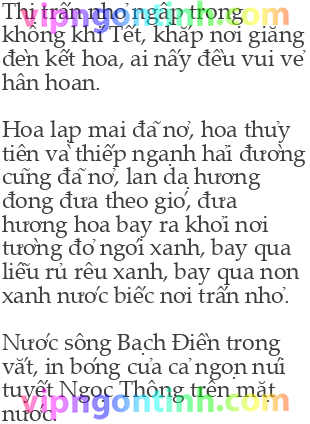 Thị trấn nhỏ ngập trong
không khí Tết, khắp nơi giăng
đèn kết hoa, ai nấy đều vui vẻ
hân hoan.
Hoa lạp mai đã nở, hoa thuỷ
tiên và thiếp ngạnh hải đường
cũng đã nở, lan dạ hương
đong đưa theo gió, đưa
hương hoa bay ra khỏi nơi
tường đỏ ngói xanh, bay qua
liễu rủ rêu xanh, bay qua non
xanh nước biếc nơi trấn nhỏ.
Nước sông Bạch Điền trong
vắt, in bóng của cả ngọn núi
tuyết Ngọc Thông trên mặt
nước.
vipngontinh.com
vipngontinh.com